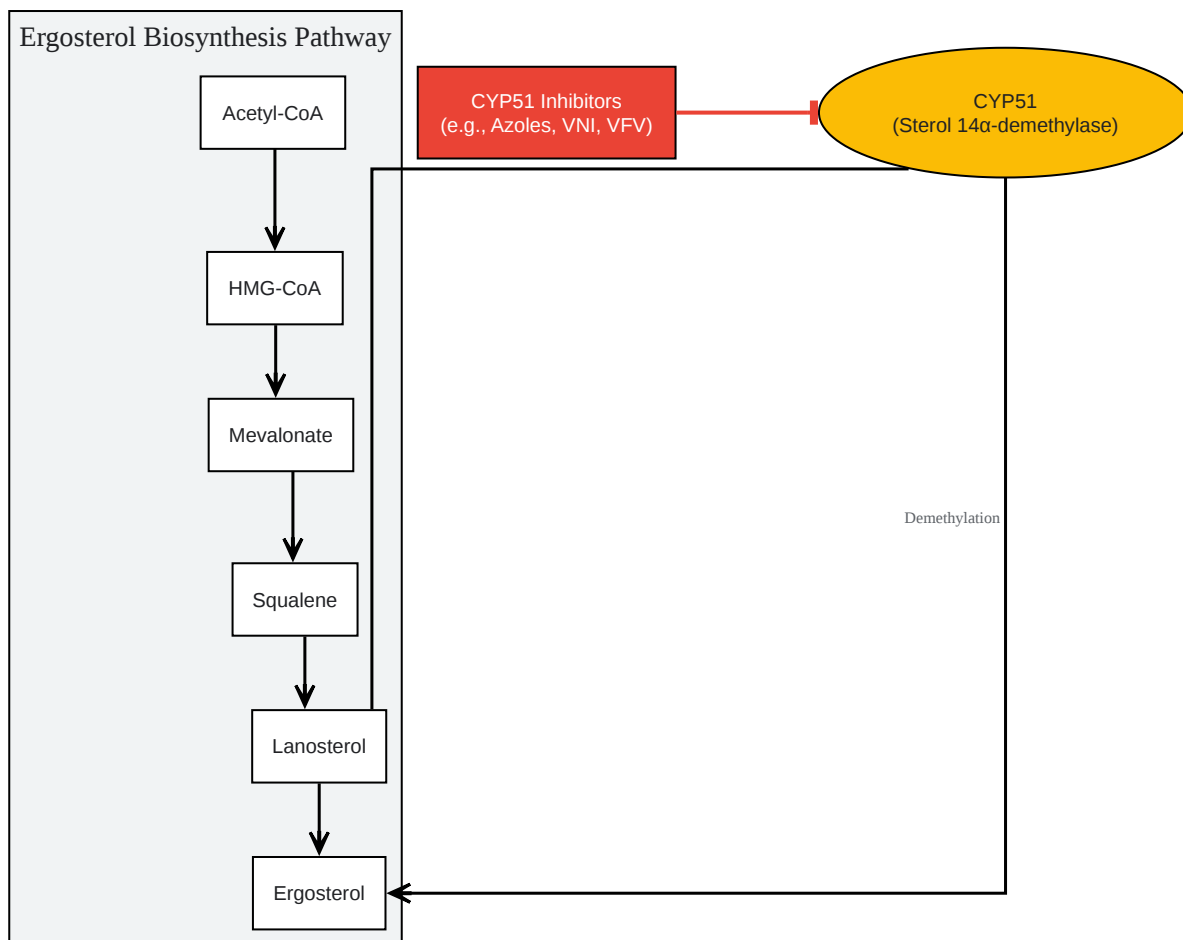 Ergosterol Biosynthesis Pathway
Acetyl-CoA
CYP51 Inhibitors
(e.g., Azoles, VNI, VFV)
CYP51
(Sterol 14α-demethylase)
HMG-CoA
Mevalonate
Demethylation
Squalene
Lanosterol
Ergosterol